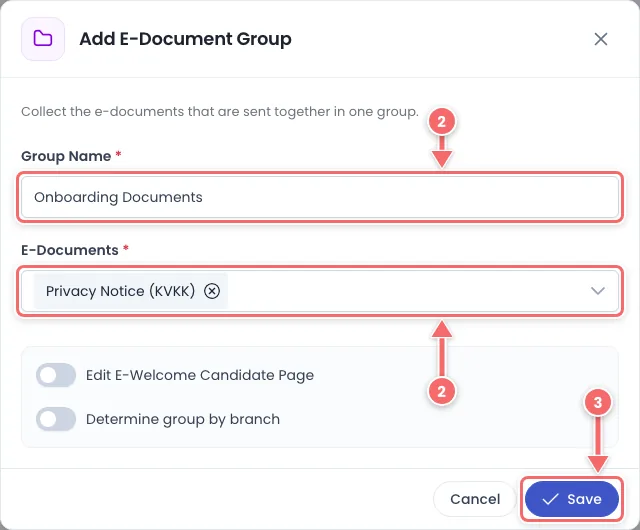 Add E-Document Group
Collect the e-documents that are sent together in one group.
2
Group Name *
Onboarding Documents
E-Documents *
Privacy Notice (KVKK)
2
Edit E-Welcome Candidate Page
Determine group by branch
3
Cancel
Save